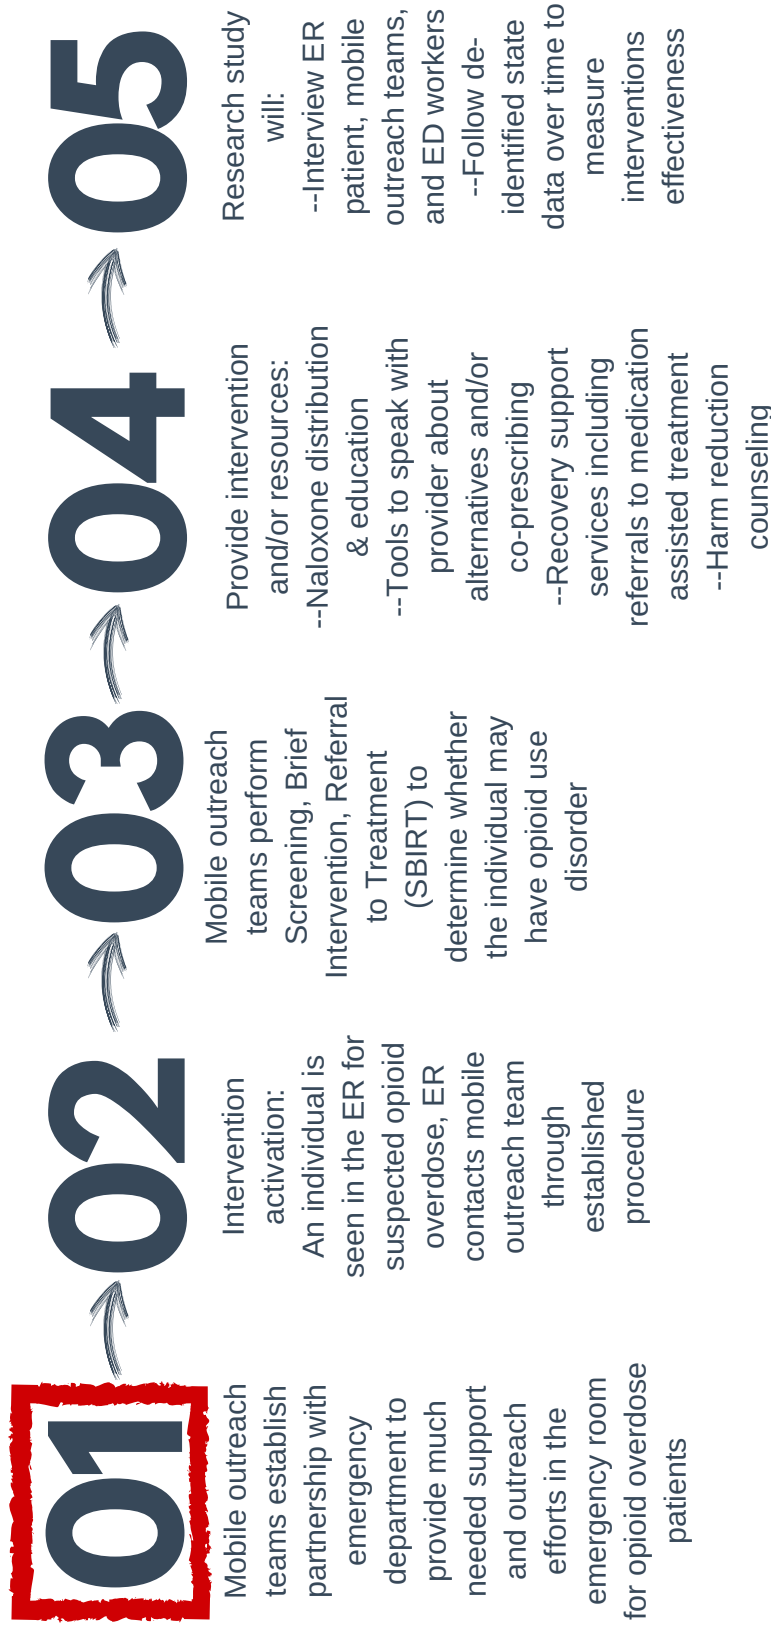 01
Mobile outreach
teams establish
partnership with
emergency
department to
provide much
needed support
and outreach
efforts in the
emergency room
for opioid overdose
patients
02
Intervention
activation:
An individual is
seen in the ER for
suspected opioid
overdose, ER
contacts mobile
outreach team
through
established
procedure
03
Mobile outreach
teams perform
Screening, Brief
Intervention, Referral
to Treatment
(SBIRT) to
determine whether
the individual may
have opioid use
disorder
04
Provide intervention
and/or resources:
--Naloxone distribution
& education
--Tools to speak with
provider about
alternatives and/or
co-prescribing
--Recovery support
services including
referrals to medication
assisted treatment
--Harm reduction
counseling
05
Research study
will:
--Interview ER
patient, mobile
outreach teams,
and ED workers
--Follow de-
identified state
data over time to
measure
interventions
effectiveness